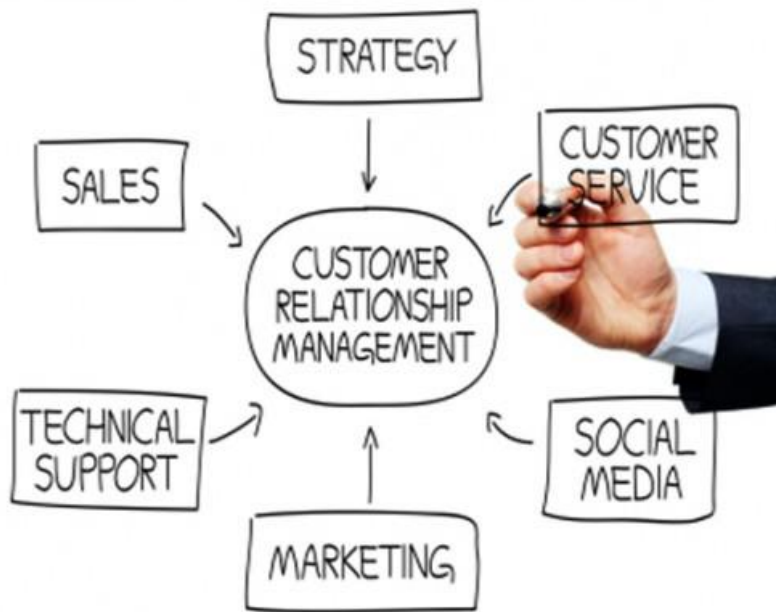 STRATEGY
SALES
CUSTOMER
SERVICE
CUSTOMER
RELATIONSHIP
MANAGEMENT
TECHNICAL
SUPPORT
SOCIAL
MEDIA
MARKETING